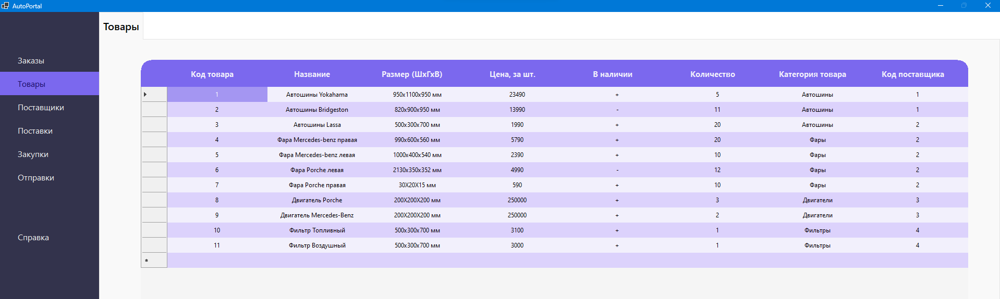 AutoPortal
Товары
Заказы
Товары
Поставщики
Поставки
Закупки
Отправки
Справка
Код товара Название Размер (ШхГхВ) Цена, за шт. В наличии Количество Категория товара Код поставщика
1 Автошины Yokahama 950x1100x950 мм 23490 + 5 Автошины 1
2 Автошины Bridgeston 820x900x950 мм 13990 - 11 Автошины 1
3 Автошины Lassa 500x300x700 мм 1990 + 20 Автошины 2
4 Фара Mercedes-benz правая 990x600x560 мм 5790 + 20 Фары 2
5 Фара Mercedes-benz левая 1000x400x540 мм 2390 + 10 Фары 2
6 Фара Porche левая 2130x350x352 мм 4990 - 12 Фары 2
7 Фара Porche правая 30X20X15 мм 590 + 10 Фары 2
8 Двигатель Porche 200X200X200 мм 250000 + 3 Двигатели 3
9 Двигатель Mercedes-Benz 200X200X200 мм 250000 + 2 Двигатели 3
10 Фильтр Топливный 500x300x700 мм 3100 + 1 Фильтры 4
11 Фильтр Воздушный 500x300x700 мм 3000 + 1 Фильтры 4